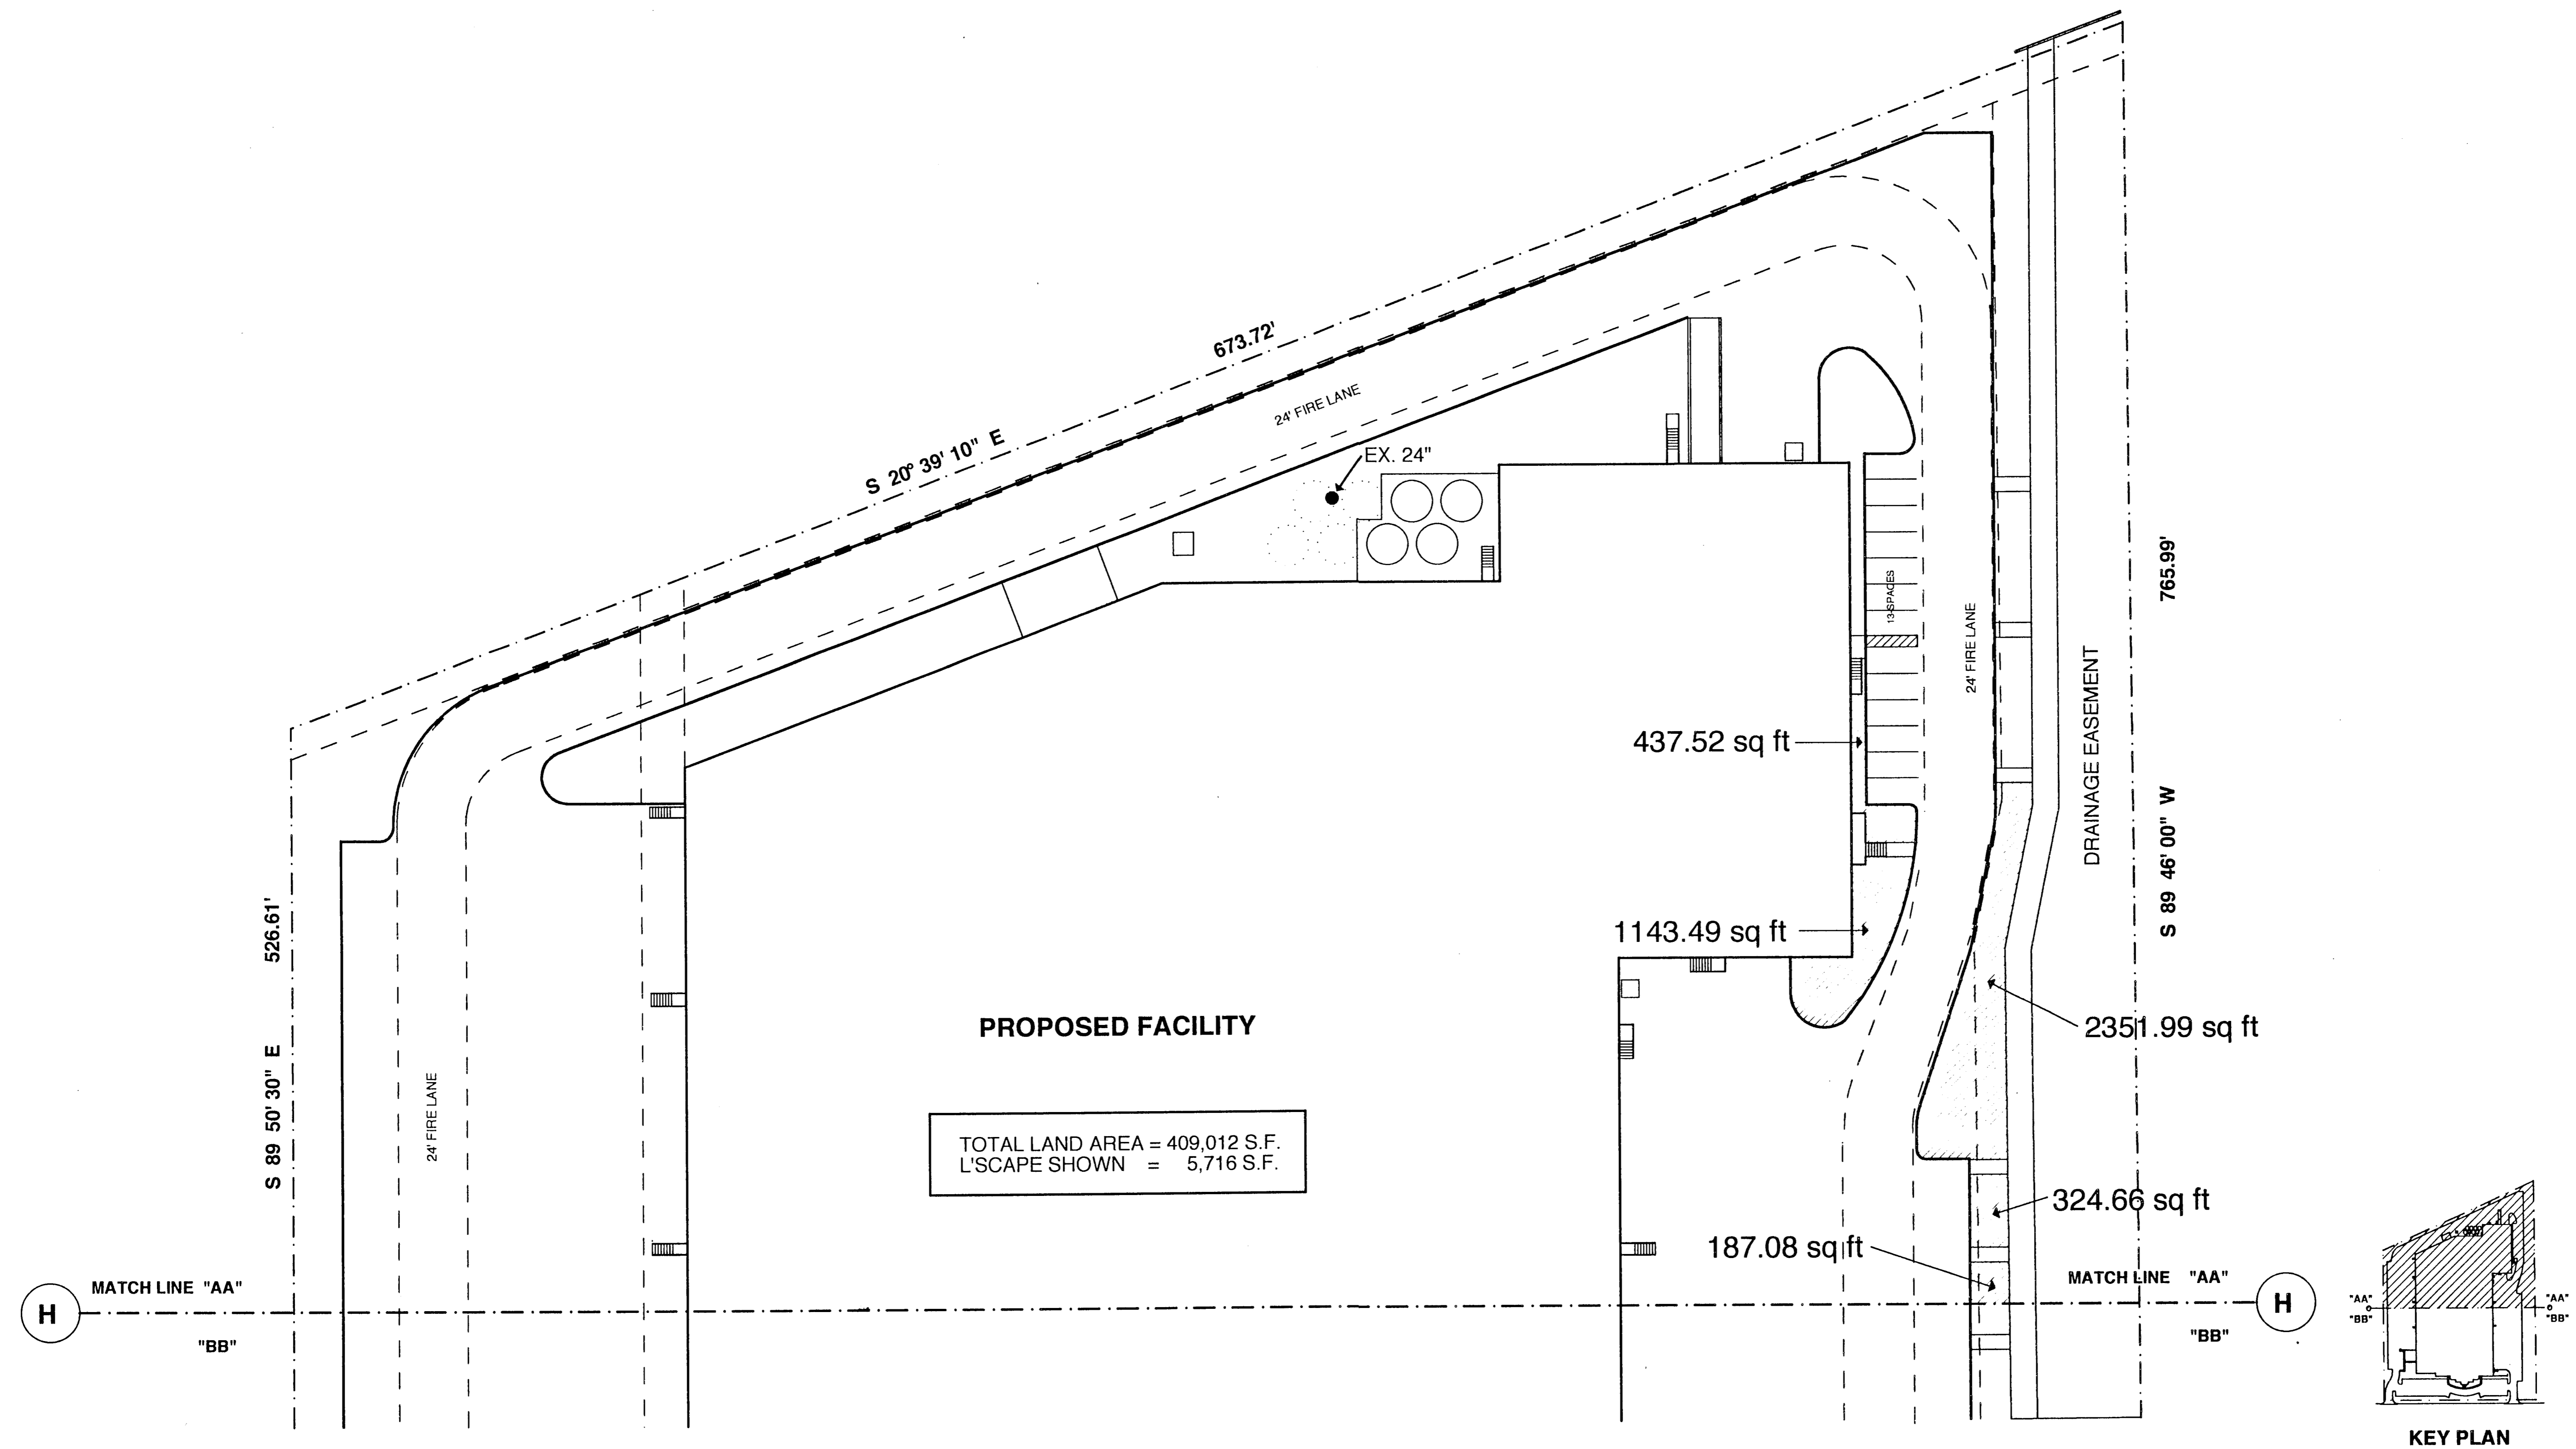 673.72'
S 20° 39' 10" E
24' FIRE LANE
EX. 24"
13-SPACES
24' FIRE LANE
765.99'
DRAINAGE EASEMENT
S 89 46' 00" W
437.52 sq ft
1143.49 sq ft
526.61'
S 89 50' 30" E
24' FIRE LANE
PROPOSED FACILITY
2351.99 sq ft
TOTAL LAND AREA = 409,012 S.F.
L'SCAPE SHOWN = 5,716 S.F.
324.66 sq ft
187.08 sq ft
H
MATCH LINE "AA"
"BB"
MATCH LINE "AA"
"BB"
H
"AA"
"BB"
"AA"
"BB"
KEY PLAN